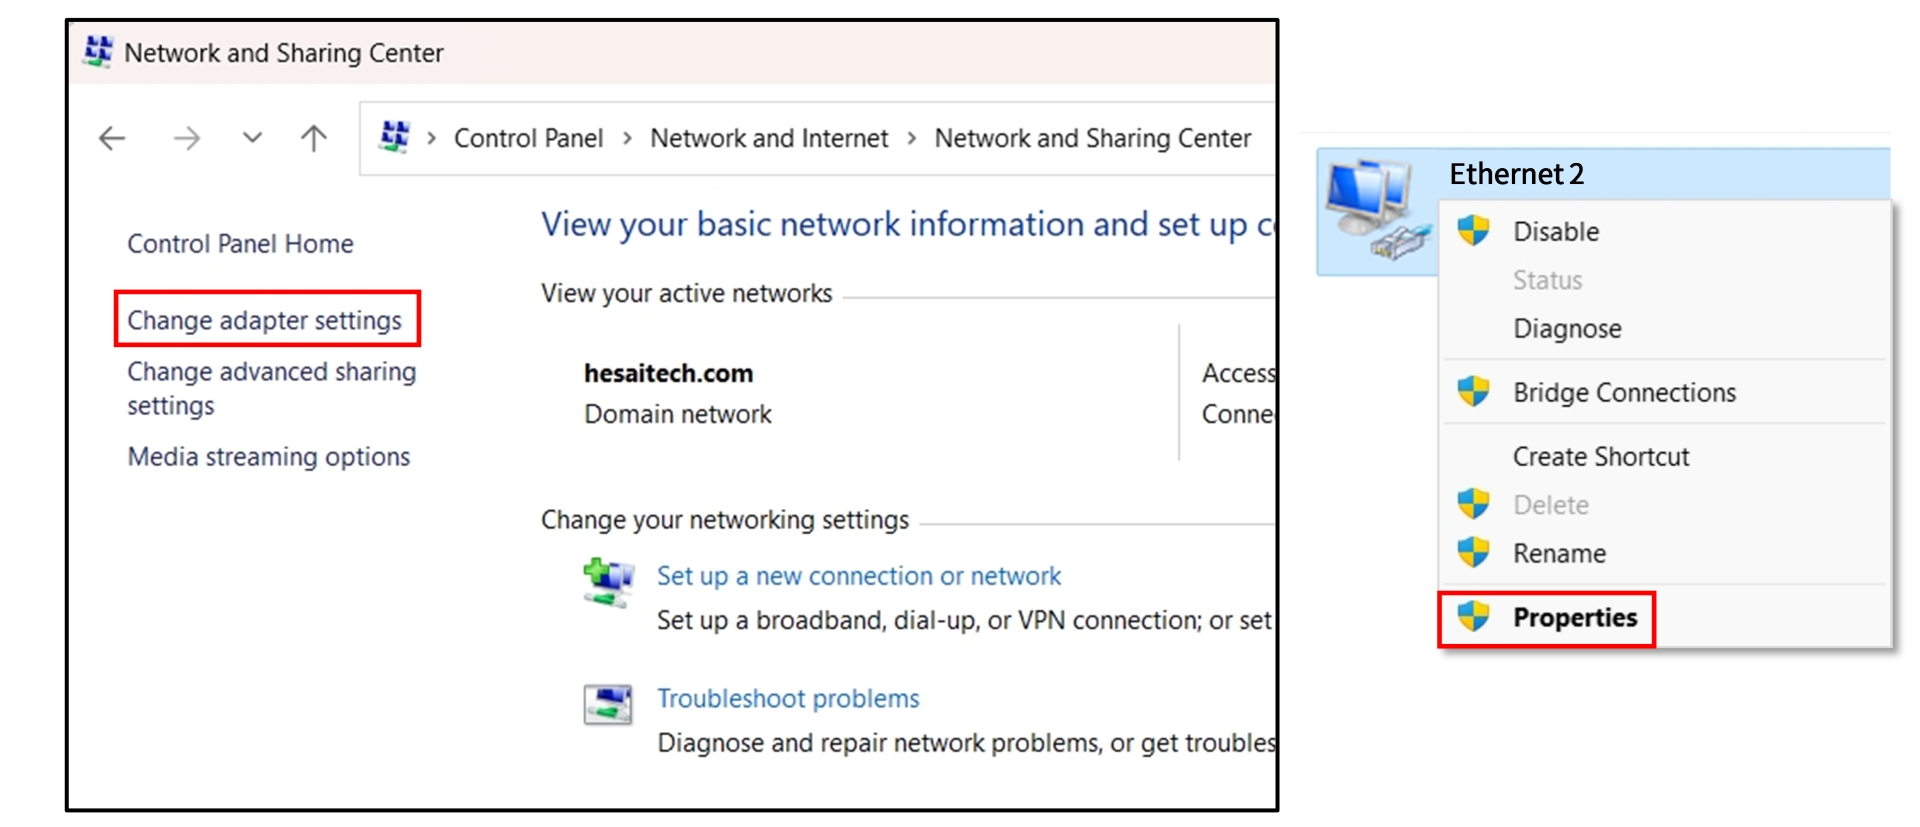 Network and Sharing Center
Control Panel > Network and Internet > Network and Sharing Center
Control Panel Home
Change adapter settings
Change advanced sharing
settings
Media streaming options
View your basic network information and set up
View your active networks
hesaitech.com
Domain network
Access
Change your networking settings
Set up a new connection or network
Set up a broadband, dial-up, or VPN connection; or set
Troubleshoot problems
Diagnose and repair network problems, or get
Ethernet 2
Disable
Status
Diagnose
Bridge Connections
Create Shortcut
Delete
Rename
Properties